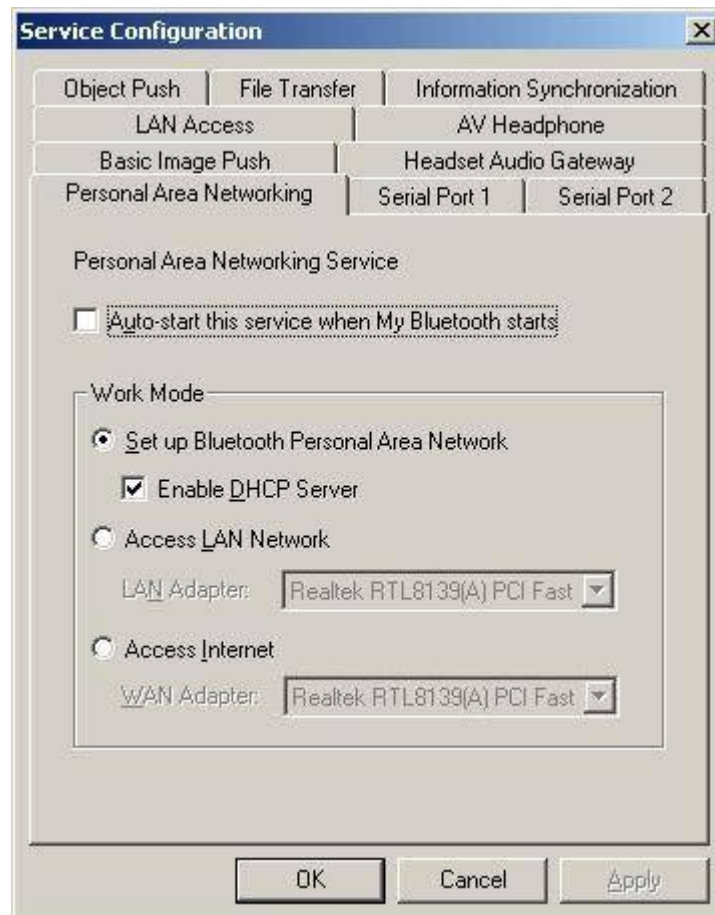 Service Configuration
Object Push File Transfer Information Synchronization
LAN Access AV Headphone
Basic Image Push Headset Audio Gateway
Personal Area Networking Serial Port 1 Serial Port 2
Personal Area Networking Service
Auto-start this service when My Bluetooth starts
Work Mode
Set up Bluetooth Personal Area Network
Enable DHCP Server
Access LAN Network
LAN Adapter: Realtek RTL8139(A) PCI Fast
Access Internet
WAN Adapter: Realtek RTL8139(A) PCI Fast
OK Cancel Apply